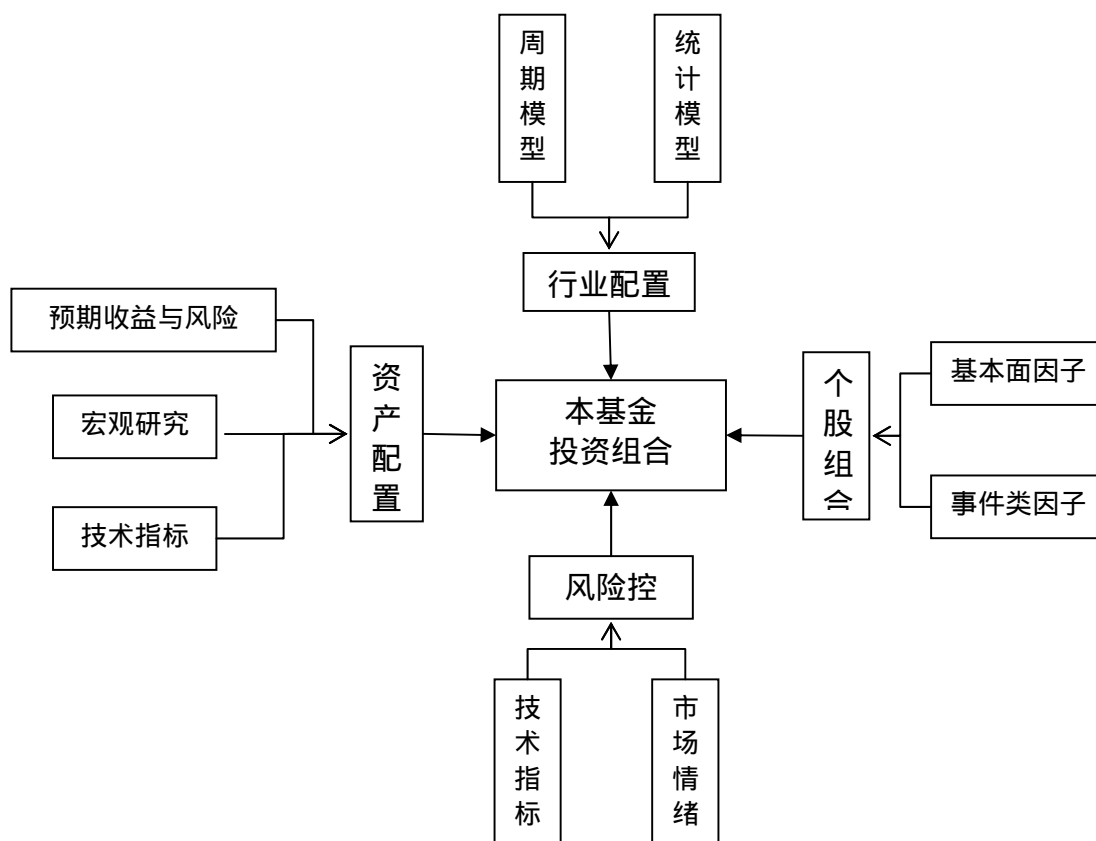 周期模型
统计模型
行业配置
预期收益与风险
宏观研究
技术指标
资产配置
本基金
投资组合
个股组合
基本面因子
事件类因子
风险控
技术指标
市场情绪